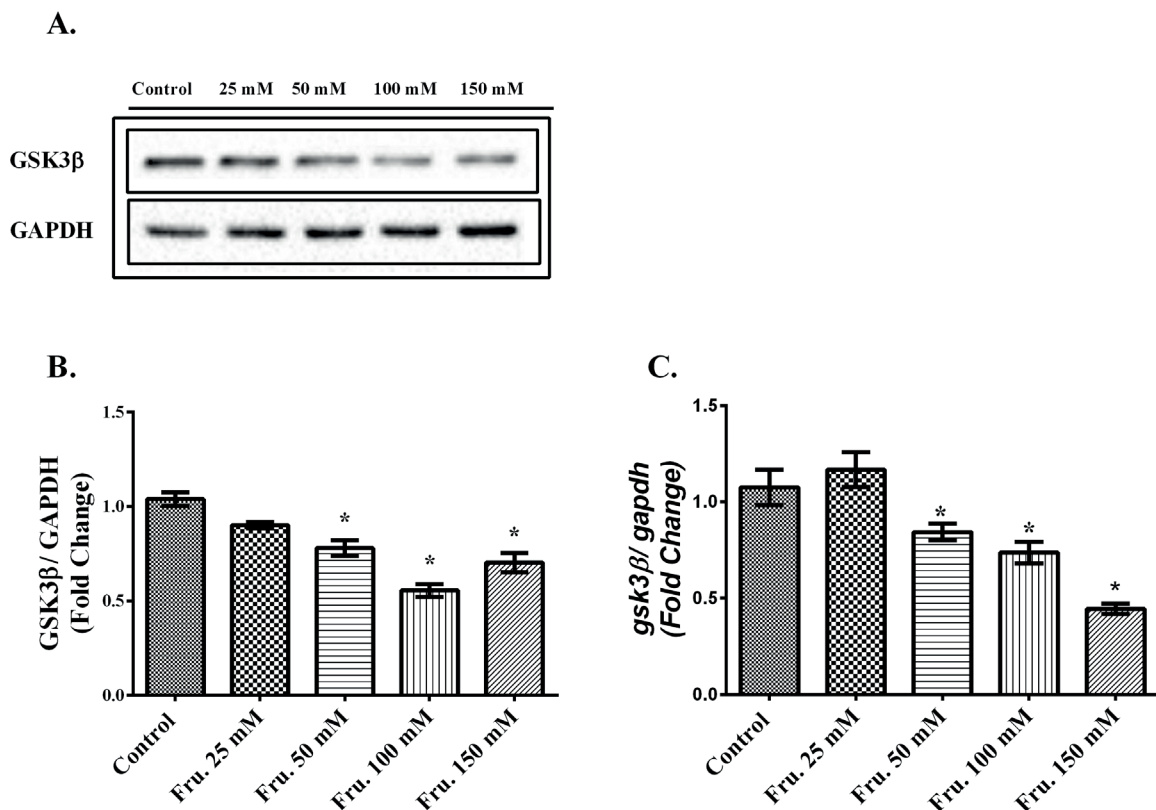 A.
Control 25 mM 50 mM 100 mM 150 mM
GSK3β
GAPDH
B.
GSK3β/ GAPDH
(Fold Change)
1.5
1.0
0.5
0.0
*
*
*
Control
Fru. 25 mM
Fru. 50 mM
Fru. 100 mM
Fru. 150 mM
C.
gsk3β/ gapdh
(Fold Change)
1.5
1.0
0.5
0.0
*
*
*
Control
Fru. 25 mM
Fru. 50 mM
Fru. 100 mM
Fru. 150 mM